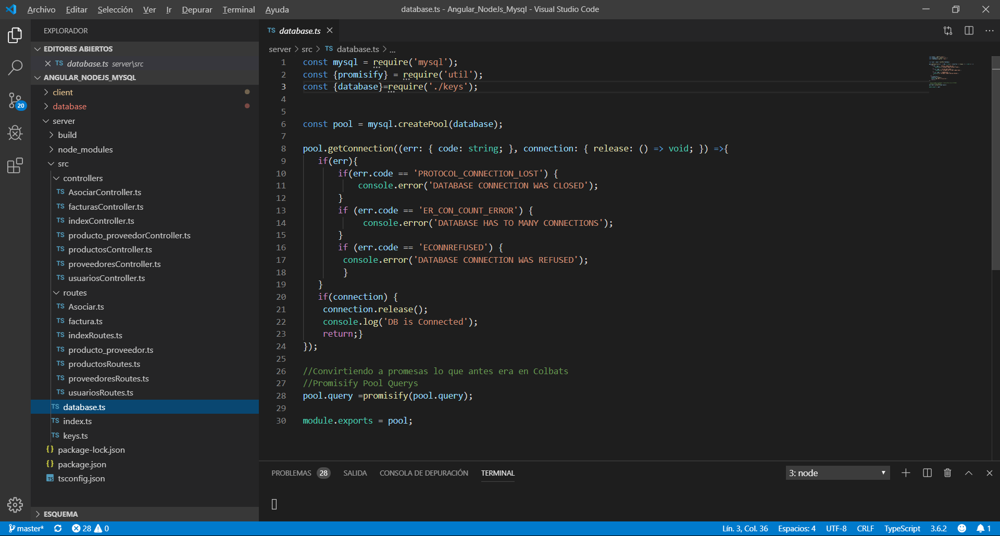 Archivo Editar Selección Ver Ir Depurar Terminal Ayuda
database.ts - Angular_NodeJs_Mysql - Visual Studio Code
EXPLORADOR
EDITORES ABIERTOS
TS database.ts server\src
ANGULAR_NODEJS_MYSQL
client
database
server
build
node_modules
src
controllers
TS AsociarController.ts
TS facturasController.ts
TS indexController.ts
TS producto_proveedorController.ts
TS productosController.ts
TS proveedoresController.ts
TS usuariosController.ts
routes
TS Asociar.ts
TS factura.ts
TS indexRoutes.ts
TS producto_proveedor.ts
TS productosRoutes.ts
TS proveedoresRoutes.ts
TS usuariosRoutes.ts
TS database.ts
TS index.ts
TS keys.ts
{} package-lock.json
{} package.json
TS tsconfig.json
ESQUEMA
20
TS database.ts
server > src > TS database.ts > ...
1 const mysql = require('mysql');
2 const {promisify} = require('util');
3 const {database}=require('./keys');
4
5
6 const pool = mysql.createPool(database);
7
8 pool.getConnection((err: { code: string; }, connection: { release: () => void; }) =>{
9 if(err){
10 if(err.code == 'PROTOCOL_CONNECTION_LOST') {
11 console.error('DATABASE CONNECTION WAS CLOSED');
12 }
13 if (err.code == 'ER_CON_COUNT_ERROR') {
14 console.error('DATABASE HAS TO MANY CONNECTIONS');
15 }
16 if (err.code == 'ECONNREFUSED') {
17 console.error('DATABASE CONNECTION WAS REFUSED');
18 }
19 }
20 if(connection) {
21 connection.release();
22 console.log('DB is Connected');
23 return;}
24 });
25
26 //Convirtiendo a promesas lo que antes era en Colbats
27 //Promisify Pool Querys
28 pool.query =promisify(pool.query);
29
30 module.exports = pool;
PROBLEMAS 28 SALIDA CONSOLA DE DEPURACIÓN TERMINAL
3: node
master* 28 0
Lín. 3, Col. 36 Espacios: 4 UTF-8 CRLF TypeScript 3.6.2 1